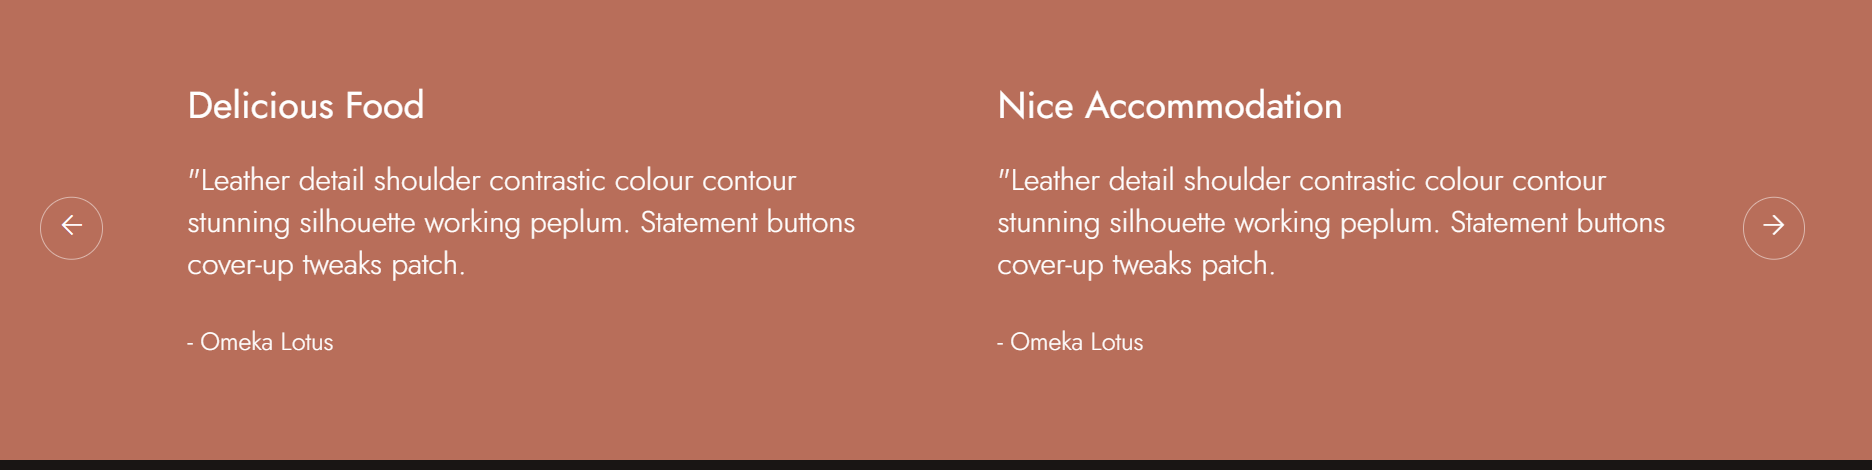 Delicious Food
"Leather detail shoulder contrastic colour contour
stunning silhouette working peplum. Statement buttons
cover-up tweaks patch.
- Omeka Lotus
Nice Accommodation
"Leather detail shoulder contrastic colour contour
stunning silhouette working peplum. Statement buttons
cover-up tweaks patch.
- Omeka Lotus